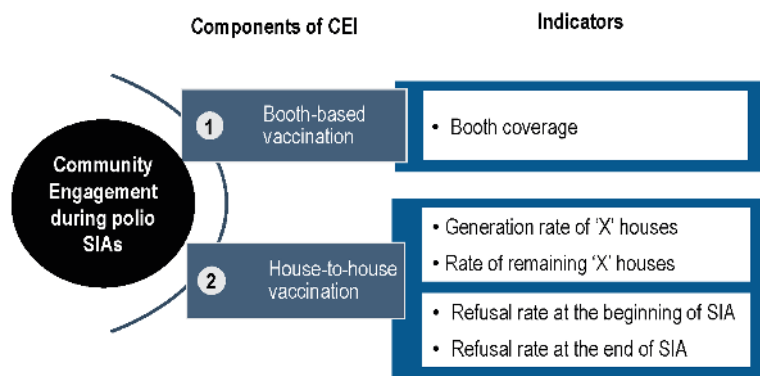 Components of CEI
Indicators
Community
Engagement
during polio
SIAs
1
Booth-based
vaccination
• Booth coverage
2
House-to-house
vaccination
• Generation rate of 'X' houses
• Rate of remaining 'X' houses
• Refusal rate at the beginning of SIA
• Refusal rate at the end of SIA